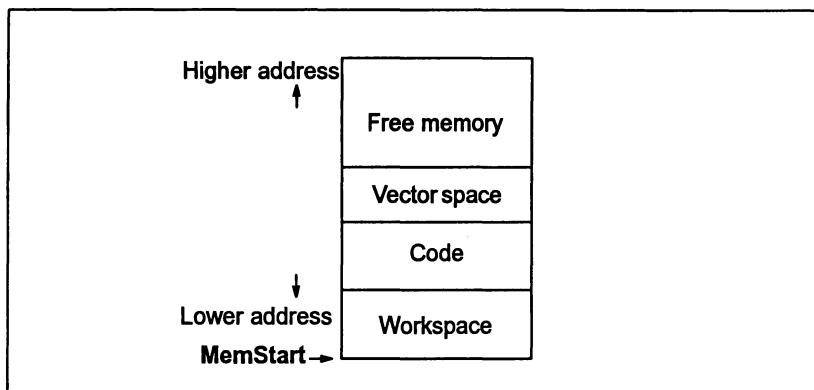 Higher address
Free memory
Vector space
Code
Lower address
Workspace
MemStart